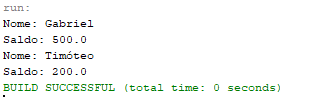 run:
Nome: Gabriel
Saldo: 500.0
Nome: Timóteo
Saldo: 200.0
BUILD SUCCESSFUL (total time: 0 seconds)